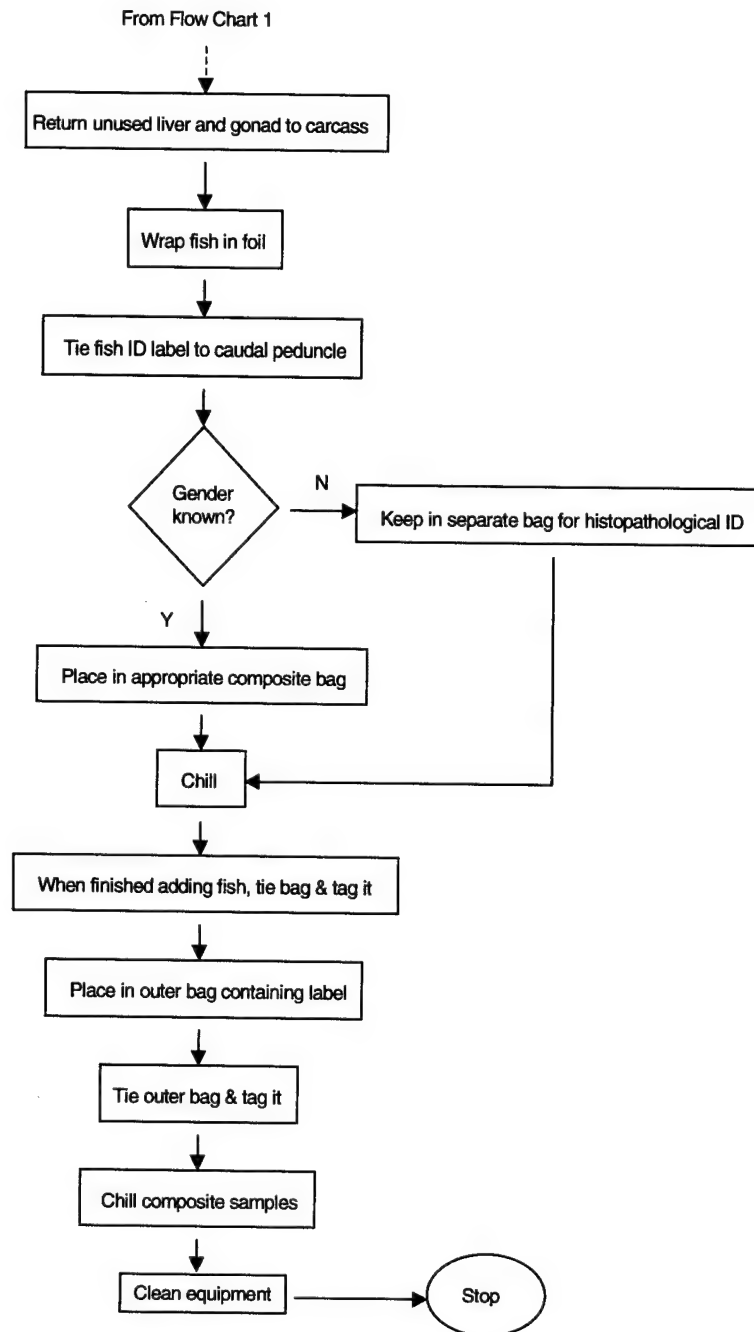 From Flow Chart 1
Return unused liver and gonad to carcass
Wrap fish in foil
Tie fish ID label to caudal peduncle
Gender
known?
N
Keep in separate bag for histopathological ID
Y
Place in appropriate composite bag
Chill
When finished adding fish, tie bag & tag it
Place in outer bag containing label
Tie outer bag & tag it
Chill composite samples
Clean equipment
Stop